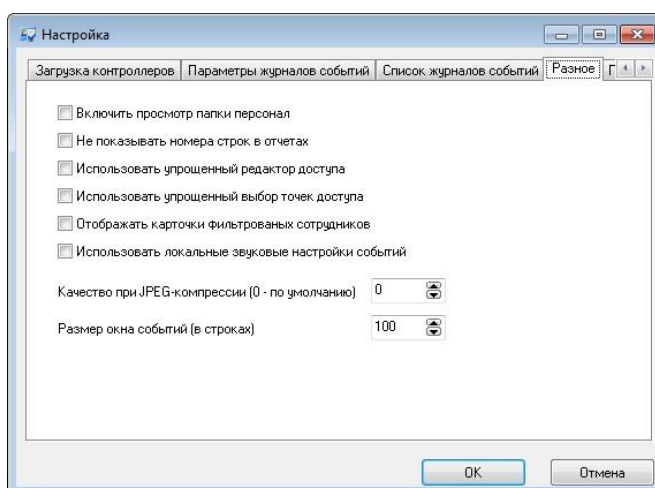 Настройка
Загрузка контроллеров Параметры журналов событий Список журналов событий Разное Г
Включить просмотр папки персонал
Не показывать номера строк в отчетах
Использовать упрощенный редактор доступа
Использовать упрощенный выбор точек доступа
Отображать карточки фильтрованых сотрудников
Использовать локальные звуковые настройки событий
Качество при JPEG-компрессии (0 - по умолчанию) 0
Размер окна событий (в строках) 100
OK Отмена